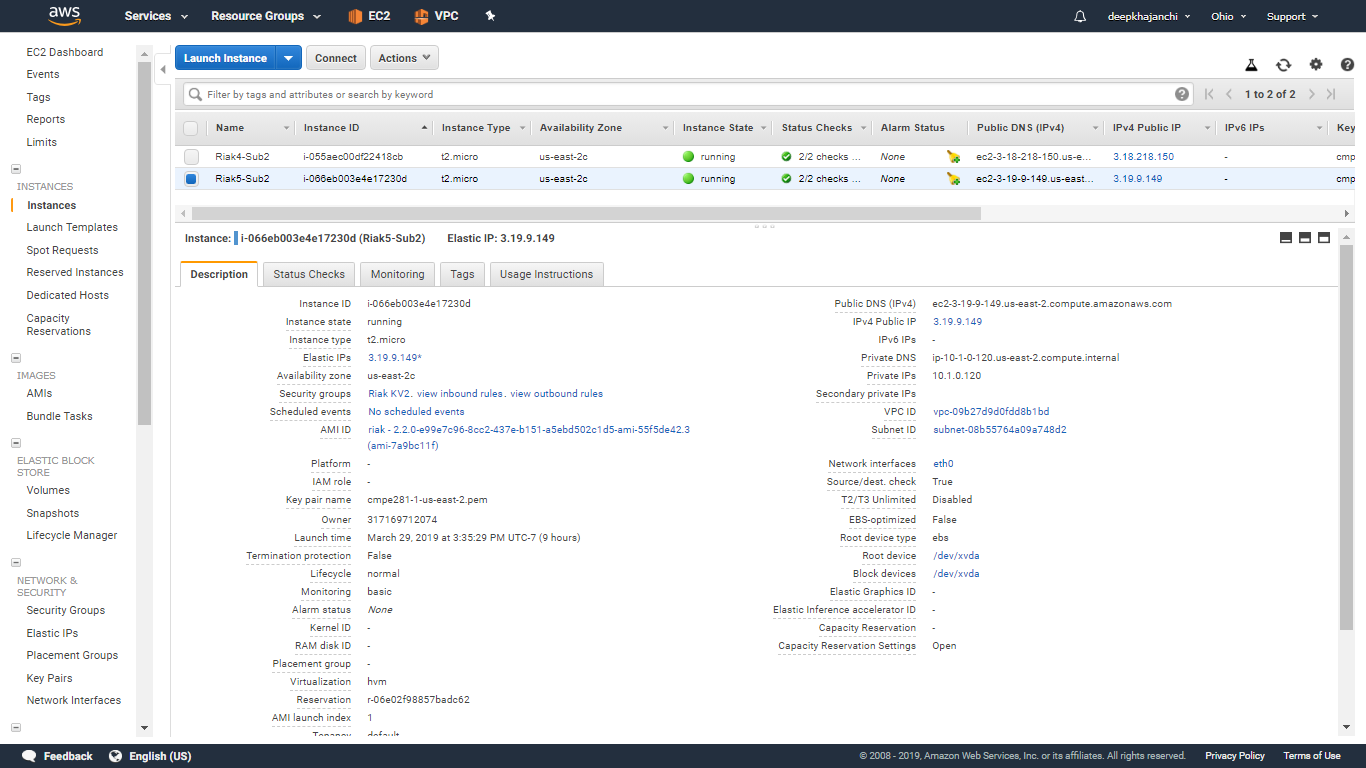 aws Services Resource Groups EC2 VPC deepkhajanchi Ohio Support
EC2 Dashboard
Events
Tags
Reports
Limits
INSTANCES
Instances
Launch Templates
Spot Requests
Reserved Instances
Dedicated Hosts
Capacity
Reservations
IMAGES
AMIs
Bundle Tasks
ELASTIC BLOCK
STORE
Volumes
Snapshots
Lifecycle Manager
NETWORK &
SECURITY
Security Groups
Elastic IPs
Placement Groups
Key Pairs
Network Interfaces
Launch Instance Connect Actions
Filter by tags and attributes or search by keyword 1 to 2 of 2
Name Instance ID Instance Type Availability Zone Instance State Status Checks Alarm Status Public DNS (IPv4) IPv4 Public IP IPv6 IPs Key
Riak4-Sub2 i-055aec00df22418cb t2.micro us-east-2c running 2/2 checks ... None ec2-3-18-218-150.us-e... 3.18.218.150 - cmp
Riak5-Sub2 i-066eb003e4e17230d t2.micro us-east-2c running 2/2 checks ... None ec2-3-19-9-149.us-east... 3.19.9.149 - cmp
Instance: i-066eb003e4e17230d (Riak5-Sub2) Elastic IP: 3.19.9.149
Description Status Checks Monitoring Tags Usage Instructions
Instance ID i-066eb003e4e17230d
Instance state running
Instance type t2.micro
Elastic IPs 3.19.9.149*
Availability zone us-east-2c
Security groups Riak KV2. view inbound rules. view outbound rules
Scheduled events No scheduled events
AMI ID riak - 2.2.0-e99e7c96-8cc2-437e-b151-a5ebd502c1d5-ami-55f5de42.3
(ami-7a9bc11f)
Platform -
IAM role -
Key pair name cmpe281-1-us-east-2.pem
Owner 317169712074
Launch time March 29, 2019 at 3:35:29 PM UTC-7 (9 hours)
Termination protection False
Lifecycle normal
Monitoring basic
Alarm status None
Kernel ID -
RAM disk ID -
Placement group -
Virtualization hvm
Reservation r-06e02f98857badc62
AMI launch index 1
Tenancy default
Public DNS (IPv4) ec2-3-19-9-149.us-east-2.compute.amazonaws.com
IPv4 Public IP 3.19.9.149
IPv6 IPs -
Private DNS ip-10-1-0-120.us-east-2.compute.internal
Private IPs 10.1.0.120
Secondary private IPs
VPC ID vpc-09b27d9d0fdd8b1bd
Subnet ID subnet-08b55764a09a748d2
Network interfaces eth0
Source/dest. check True
T2/T3 Unlimited Disabled
EBS-optimized False
Root device type ebs
Root device /dev/xvda
Block devices /dev/xvda
Elastic Graphics ID -
Elastic Inference accelerator ID -
Capacity Reservation -
Capacity Reservation Settings Open
Feedback English (US) © 2008 - 2019, Amazon Web Services, Inc. or its affiliates. All rights reserved. Privacy Policy Terms of Use